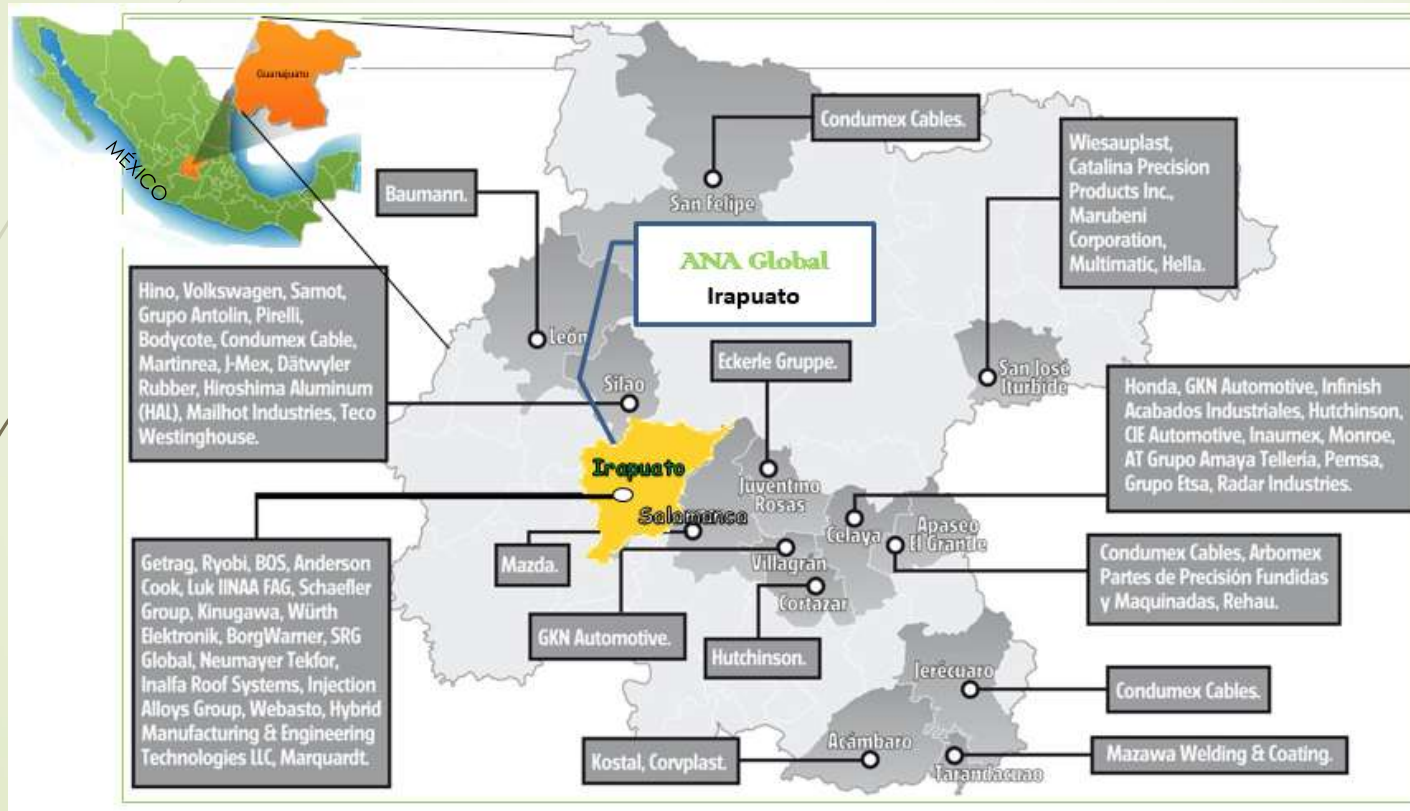 Guanajuato
MÉXICO
Condumex Cables.
San Felipe
Wiesauplast,
Catalina Precision
Products Inc.,
Marubeni
Corporation,
Multimatic, Hella.
Baumann.
ANA Global
Irapuato
Hino, Volkswagen, Samot,
Grupo Antolin, Pirelli,
Bodycote, Condumex Cable,
Martinrea, J-Mex, Dätwyler
Rubber, Hiroshima Aluminum
(HAL), Mailhot Industries, Teco
Westinghouse.
León
Silao
Eckerle Gruppe.
San José
Iturbide
Honda, GKN Automotive, Infinish
Acabados Industriales, Hutchinson,
CIE Automotive, Inaumex, Monroe,
AT Grupo Amaya Tellería, Pemsa,
Grupo Etsa, Radar Industries.
Irapuato
Juventino
Rosas
Salamanca
Celaya
Apaseo
El Grande
Mazda.
Villagrán
Cortazar
Getrag, Ryobi, BOS, Anderson
Cook, Luk IINAA FAG, Schaefler
Group, Kinugawa, Würth
Elektronik, BorgWarner, SRG
Global, Neumayer Tekfor,
Inalfa Roof Systems, Injection
Alloys Group, Webasto, Hybrid
Manufacturing & Engineering
Technologies LLC, Marquardt.
Condumex Cables, Arbomex
Partes de Precisión Fundidas
y Maquinadas, Rehau.
GKN Automotive.
Hutchinson.
Jerécuaro
Condumex Cables.
Acámbaro
Kostal, Corvplast.
Tarandacuao
Mazawa Welding & Coating.